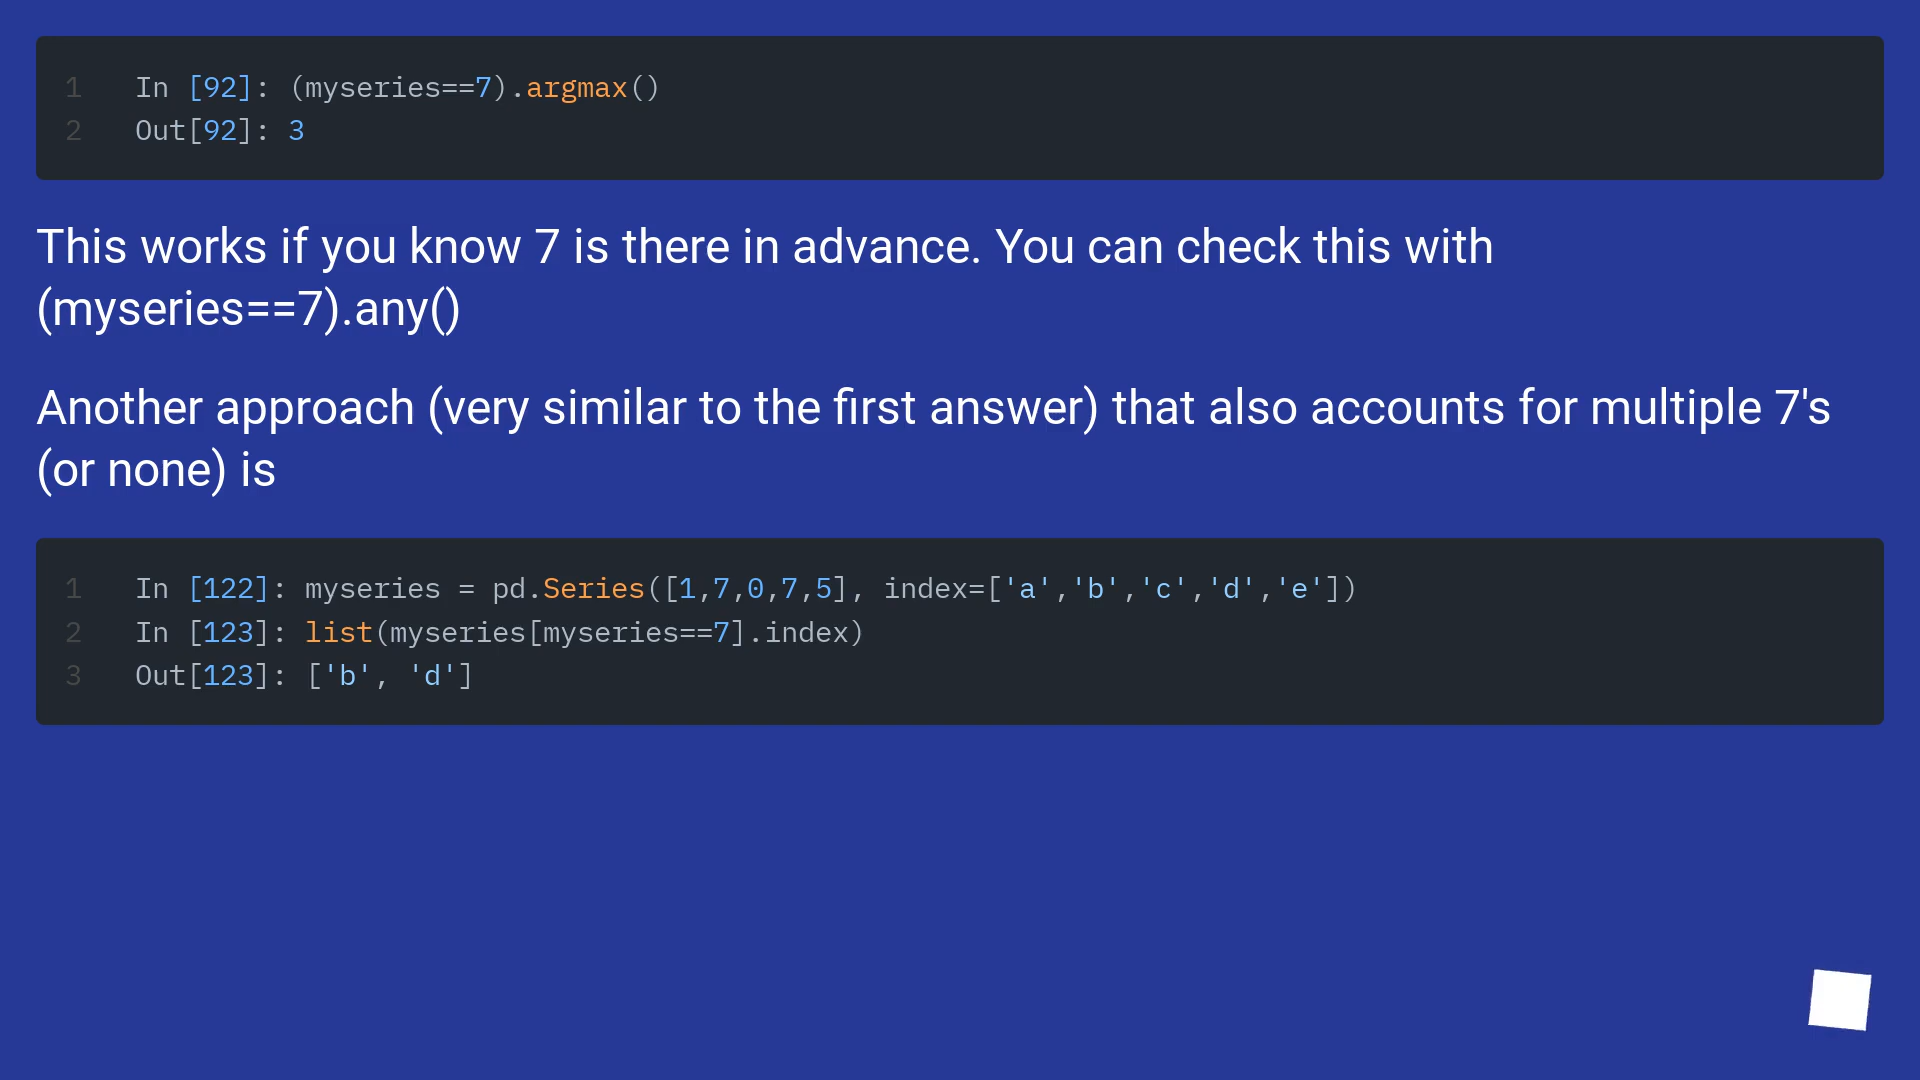 1 In [92]: (myseries==7).argmax()
2 Out[92]: 3
This works if you know 7 is there in advance. You can check this with
(myseries==7).any()
Another approach (very similar to the first answer) that also accounts for multiple 7's
(or none) is
1 In [122]: myseries = pd.Series([1,7,0,7,5], index=['a','b','c','d','e'])
2 In [123]: list(myseries[myseries==7].index)
3 Out[123]: ['b', 'd']